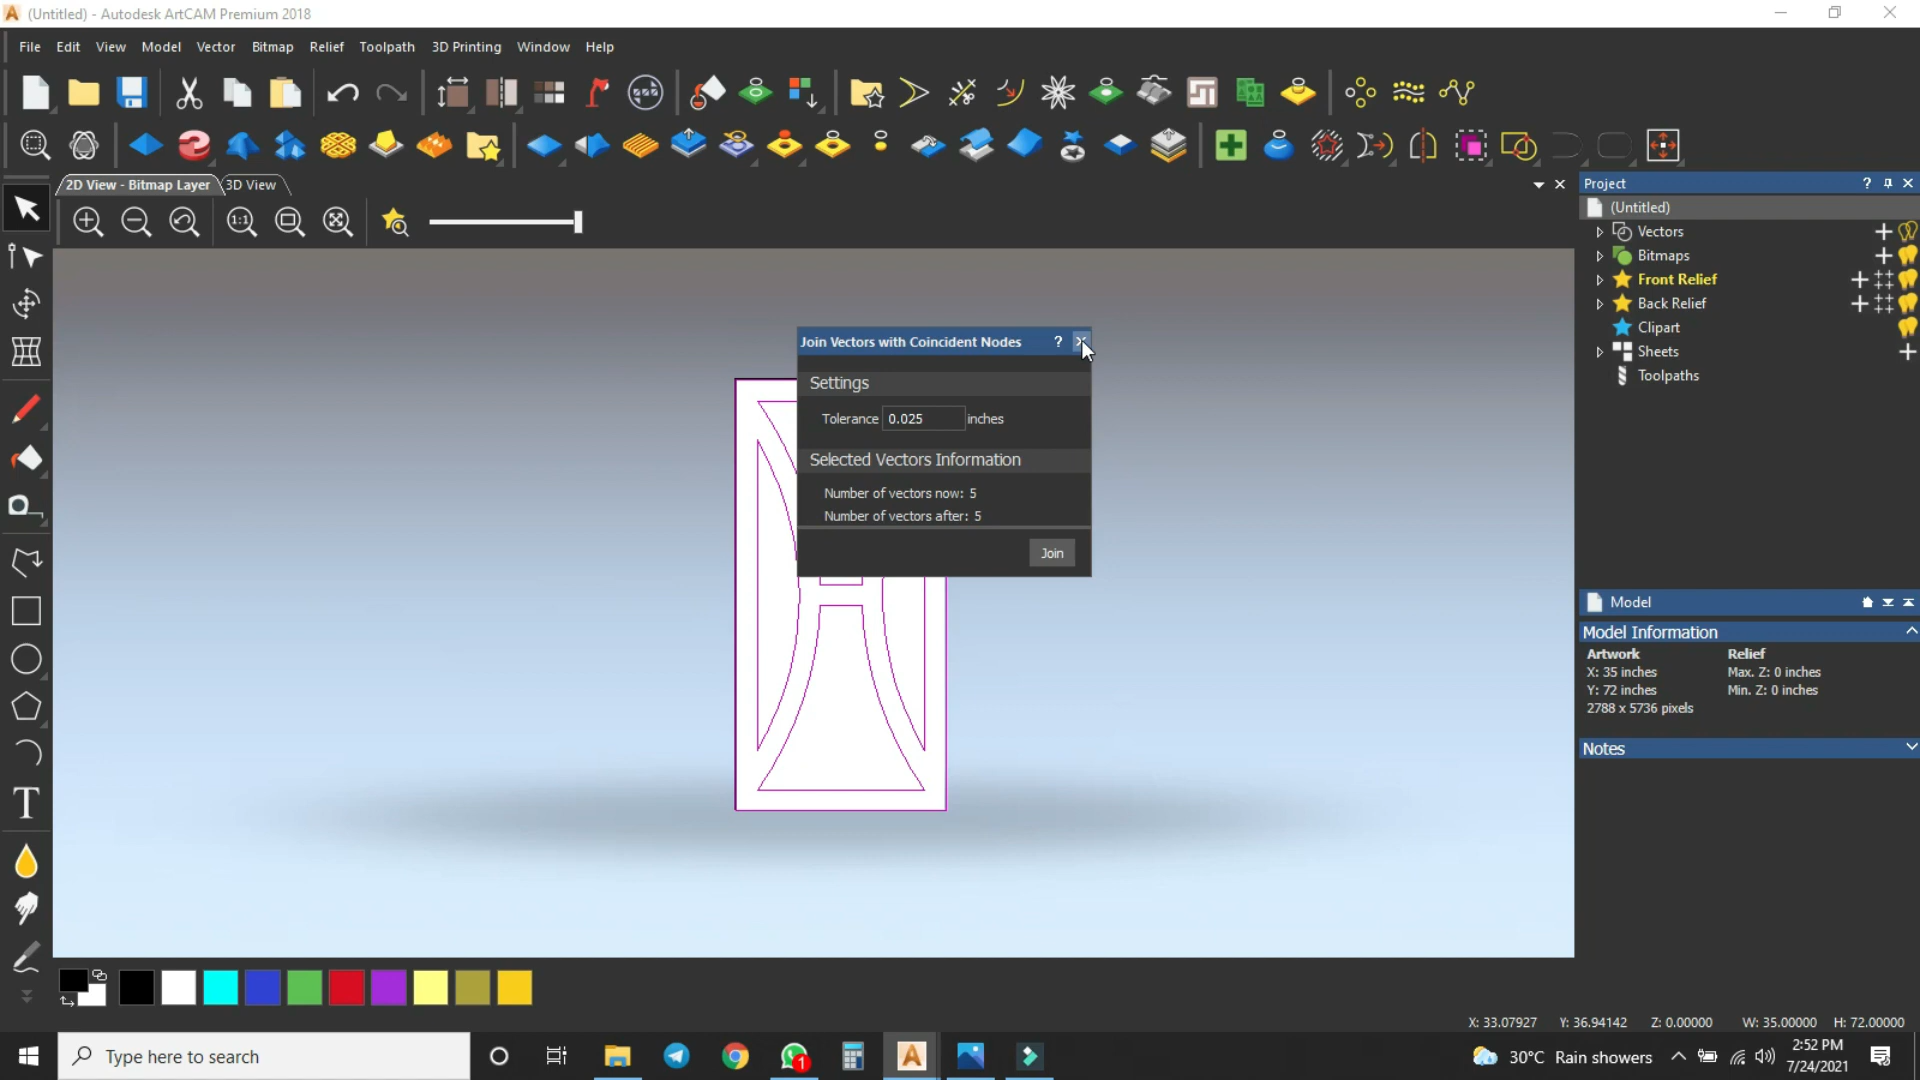 (Untitled) - Autodesk ArtCAM Premium 2018
File Edit View Model Vector Bitmap Relief Toolpath 3D Printing Window Help
2D View - Bitmap Layer 3D View
1:1
Join Vectors with Coincident Nodes ?
Settings
Tolerance 0.025 inches
Selected Vectors Information
Number of vectors now: 5
Number of vectors after: 5
Join
Project ?
(Untitled)
Vectors
Bitmaps
Front Relief
Back Relief
Clipart
Sheets
Toolpaths
Model
Model Information
Artwork Relief
X: 35 inches Max. Z: 0 inches
Y: 72 inches Min. Z: 0 inches
2788 x 5736 pixels
Notes
X: 33.07927 Y: 36.94142 Z: 0.00000 W: 35.00000 H: 72.00000
Type here to search
1
30°C Rain showers
2:52 PM
7/24/2021